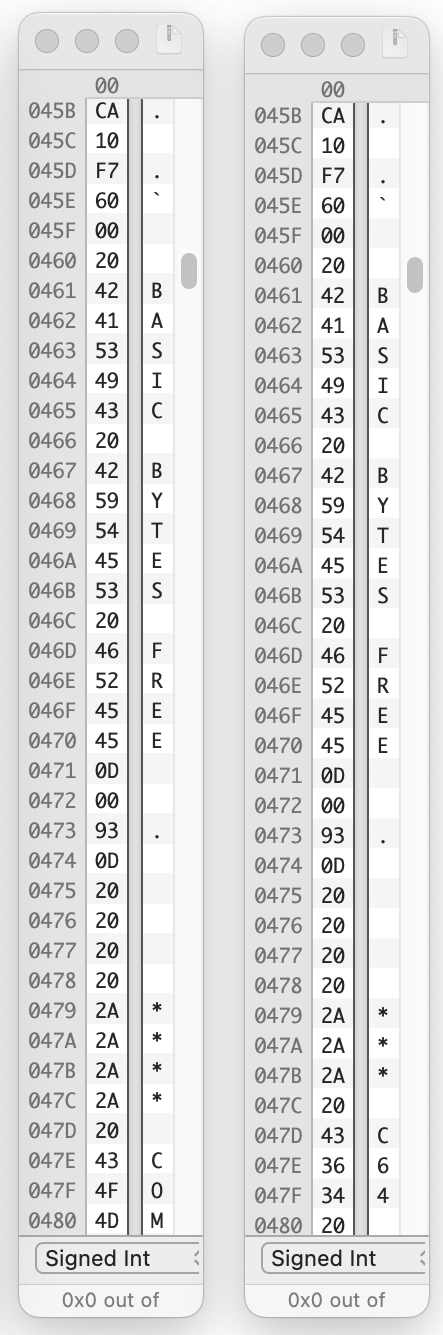 00
045B CA .
045C 10
045D F7 .
045E 60 `
045F 00
0460 20
0461 42 B
0462 41 A
0463 53 S
0464 49 I
0465 43 C
0466 20
0467 42 B
0468 59 Y
0469 54 T
046A 45 E
046B 53 S
046C 20
046D 46 F
046E 52 R
046F 45 E
0470 45 E
0471 0D
0472 00
0473 93 .
0474 0D
0475 20
0476 20
0477 20
0478 20
0479 2A *
047A 2A *
047B 2A *
047C 2A *
047D 20
047E 43 C
047F 4F O
0480 4D M
Signed Int
0x0 out of
00
045B CA .
045C 10
045D F7 .
045E 60 `
045F 00
0460 20
0461 42 B
0462 41 A
0463 53 S
0464 49 I
0465 43 C
0466 20
0467 42 B
0468 59 Y
0469 54 T
046A 45 E
046B 53 S
046C 20
046D 46 F
046E 52 R
046F 45 E
0470 45 E
0471 0D
0472 00
0473 93 .
0474 0D
0475 20
0476 20
0477 20
0478 20
0479 2A *
047A 2A *
047B 2A *
047C 20
047D 43 C
047E 36 6
047F 34 4
0480 20
Signed Int
0x0 out of